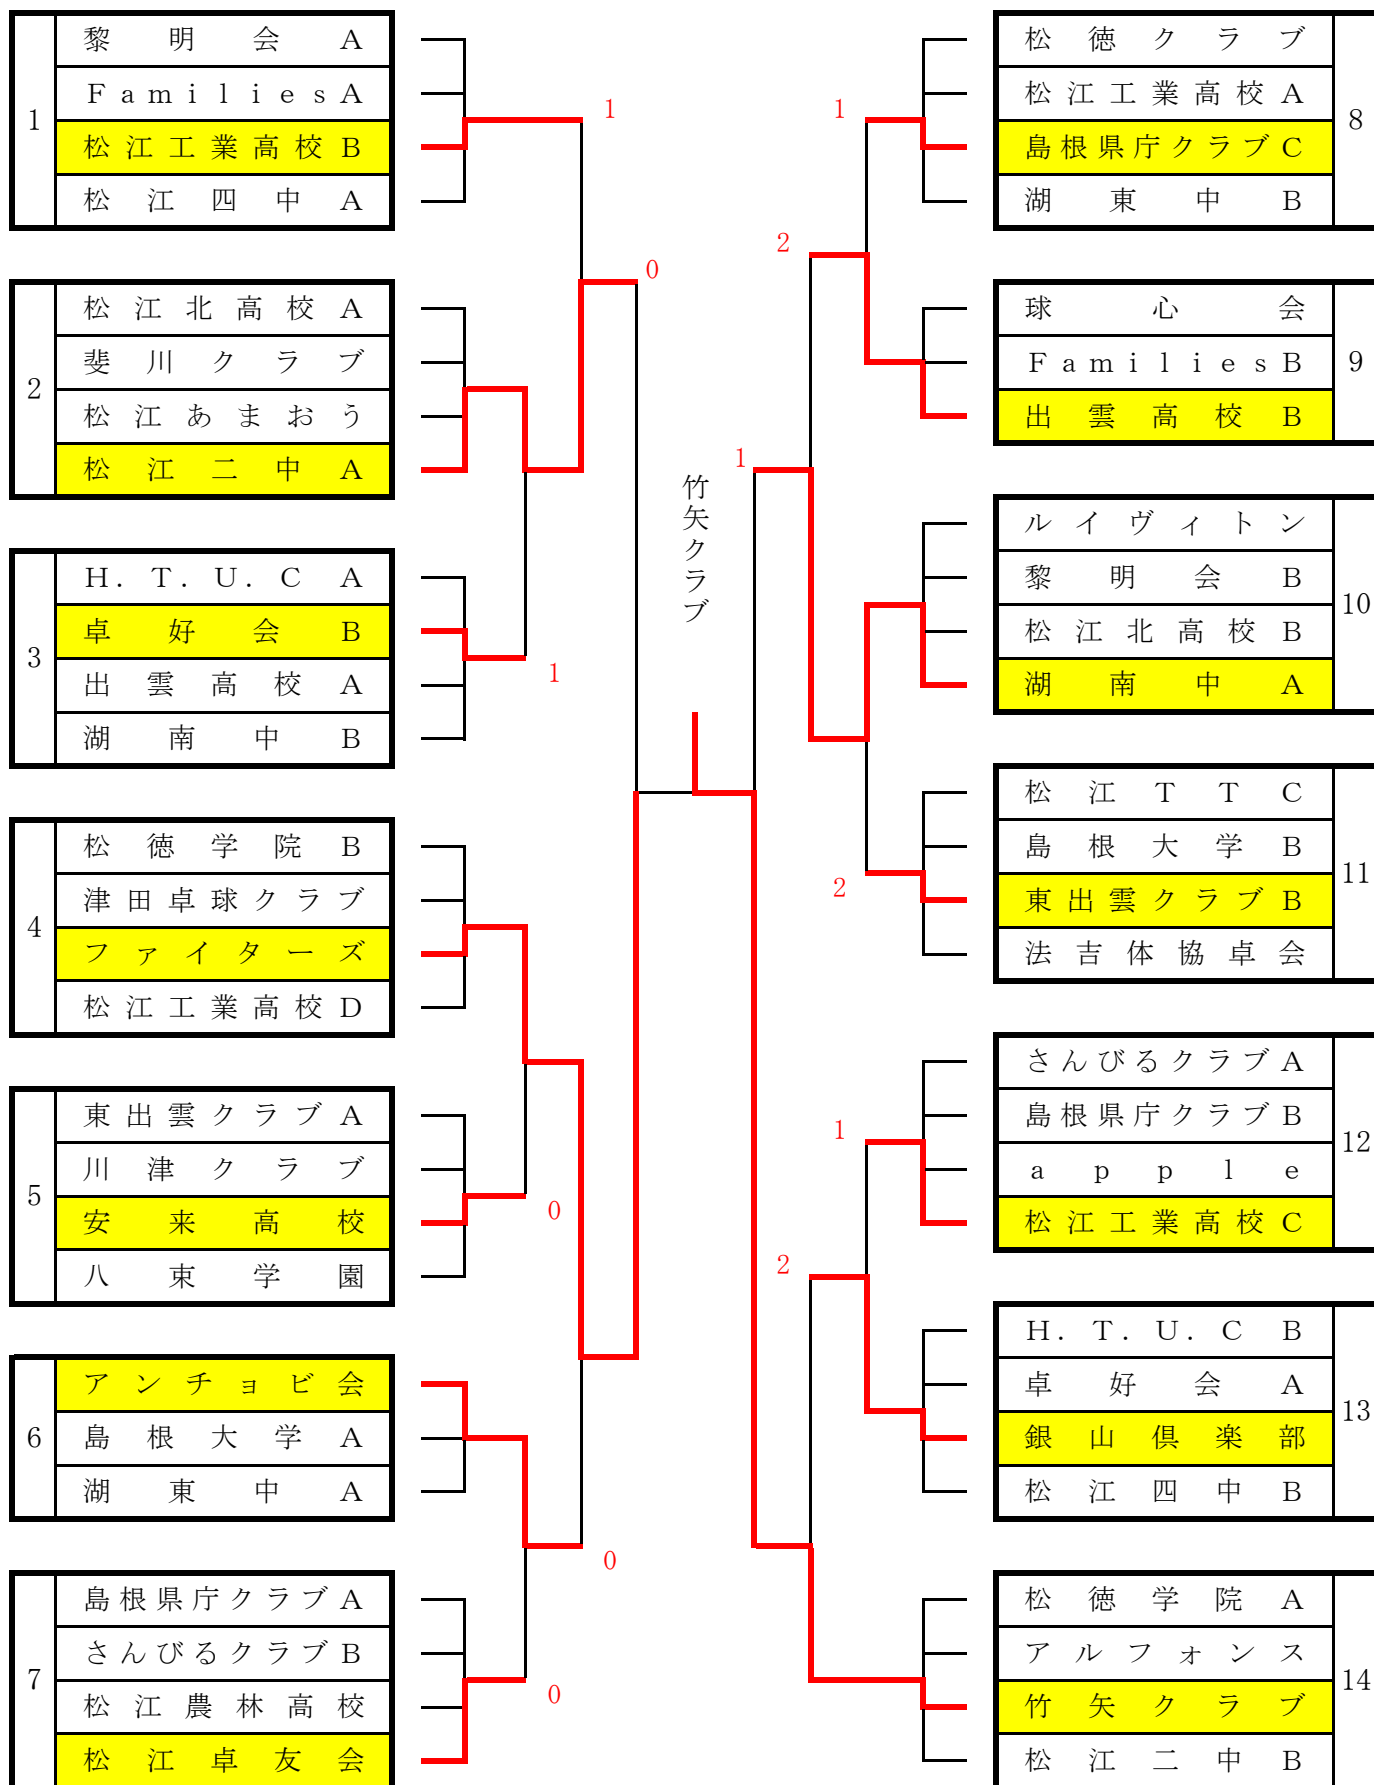 1
黎明会A
FamiliesA
松江工業高校B
松江四中A
2
松江北高校A
斐川クラブ
松江あまおう
松江二中A
3
H.T.U.C A
卓好会B
出雲高校A
湖南中B
4
松徳学院B
津田卓球クラブ
ファイターズ
松江工業高校D
5
東出雲クラブA
川津クラブ
安来高校
八束学園
6
アンチョビ会
島根大学A
湖東中A
7
島根県庁クラブA
さんびるクラブB
松江農林高校
松江卓友会
1
0
1
0
0
0
竹矢クラブ
1
2
1
2
1
2
松徳クラブ
松江工業高校A
島根県庁クラブC
湖東中B
8
球心会
FamiliesB
出雲高校B
9
ルイヴィトン
黎明会B
松江北高校B
湖南中A
10
松江TTC
島根大学B
東出雲クラブB
法吉体協卓会
11
さんびるクラブA
島根県庁クラブB
apple
松江工業高校C
12
H.T.U.C B
卓好会A
銀山倶楽部
松江四中B
13
松徳学院A
アルフォンス
竹矢クラブ
松江二中B
14